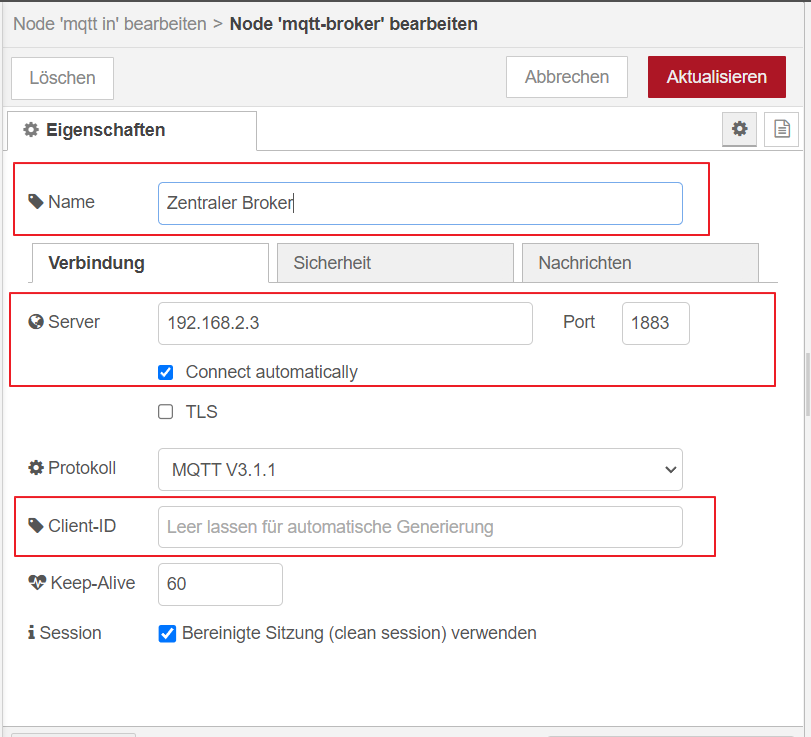 Node 'mqtt in' bearbeiten > Node 'mqtt-broker' bearbeiten
Löschen Abbrechen Aktualisieren
Eigenschaften
Name Zentraler Broker
Verbindung Sicherheit Nachrichten
Server 192.168.2.3 Port 1883
Connect automatically
TLS
Protokoll MQTT V3.1.1
Client-ID Leer lassen für automatische Generierung
Keep-Alive 60
Session Bereinigte Sitzung (clean session) verwenden